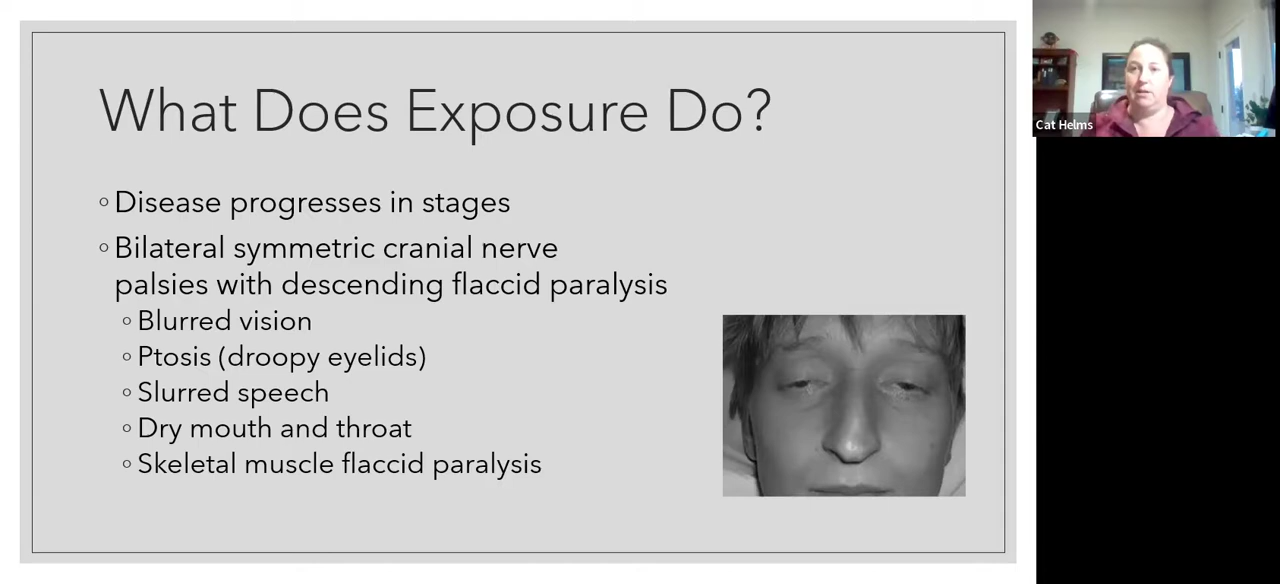 What Does Exposure Do?
◦ Disease progresses in stages
◦ Bilateral symmetric cranial nerve
palsies with descending flaccid paralysis
◦ Blurred vision
◦ Ptosis (droopy eyelids)
◦ Slurred speech
◦ Dry mouth and throat
◦ Skeletal muscle flaccid paralysis
Cat Helms